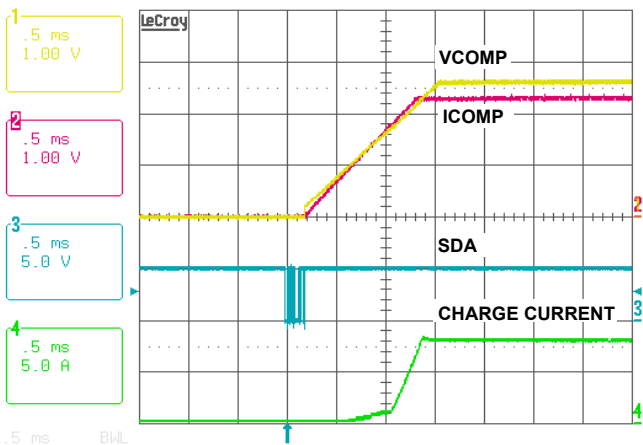 1
.5 ms
1.00 V
2
.5 ms
1.00 V
3
.5 ms
5.0 V
4
.5 ms
5.0 A
.5 ms BWL
LeCroy
VCOMP
ICOMP
2
SDA
3
CHARGE CURRENT
4